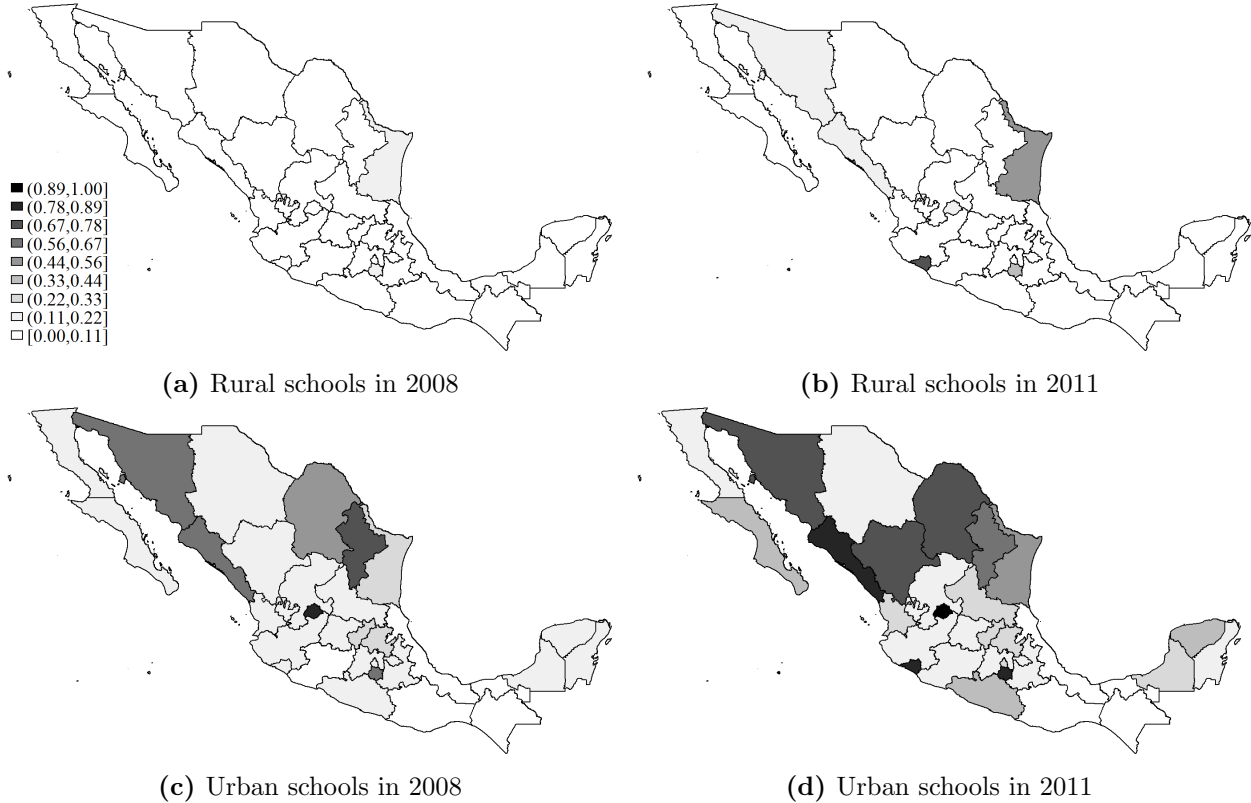 (0.89,1.00]
(0.78,0.89]
(0.67,0.78]
(0.56,0.67]
(0.44,0.56]
(0.33,0.44]
(0.22,0.33]
(0.11,0.22]
[0.00,0.11]
(a) Rural schools in 2008
(b) Rural schools in 2011
(c) Urban schools in 2008
(d) Urban schools in 2011